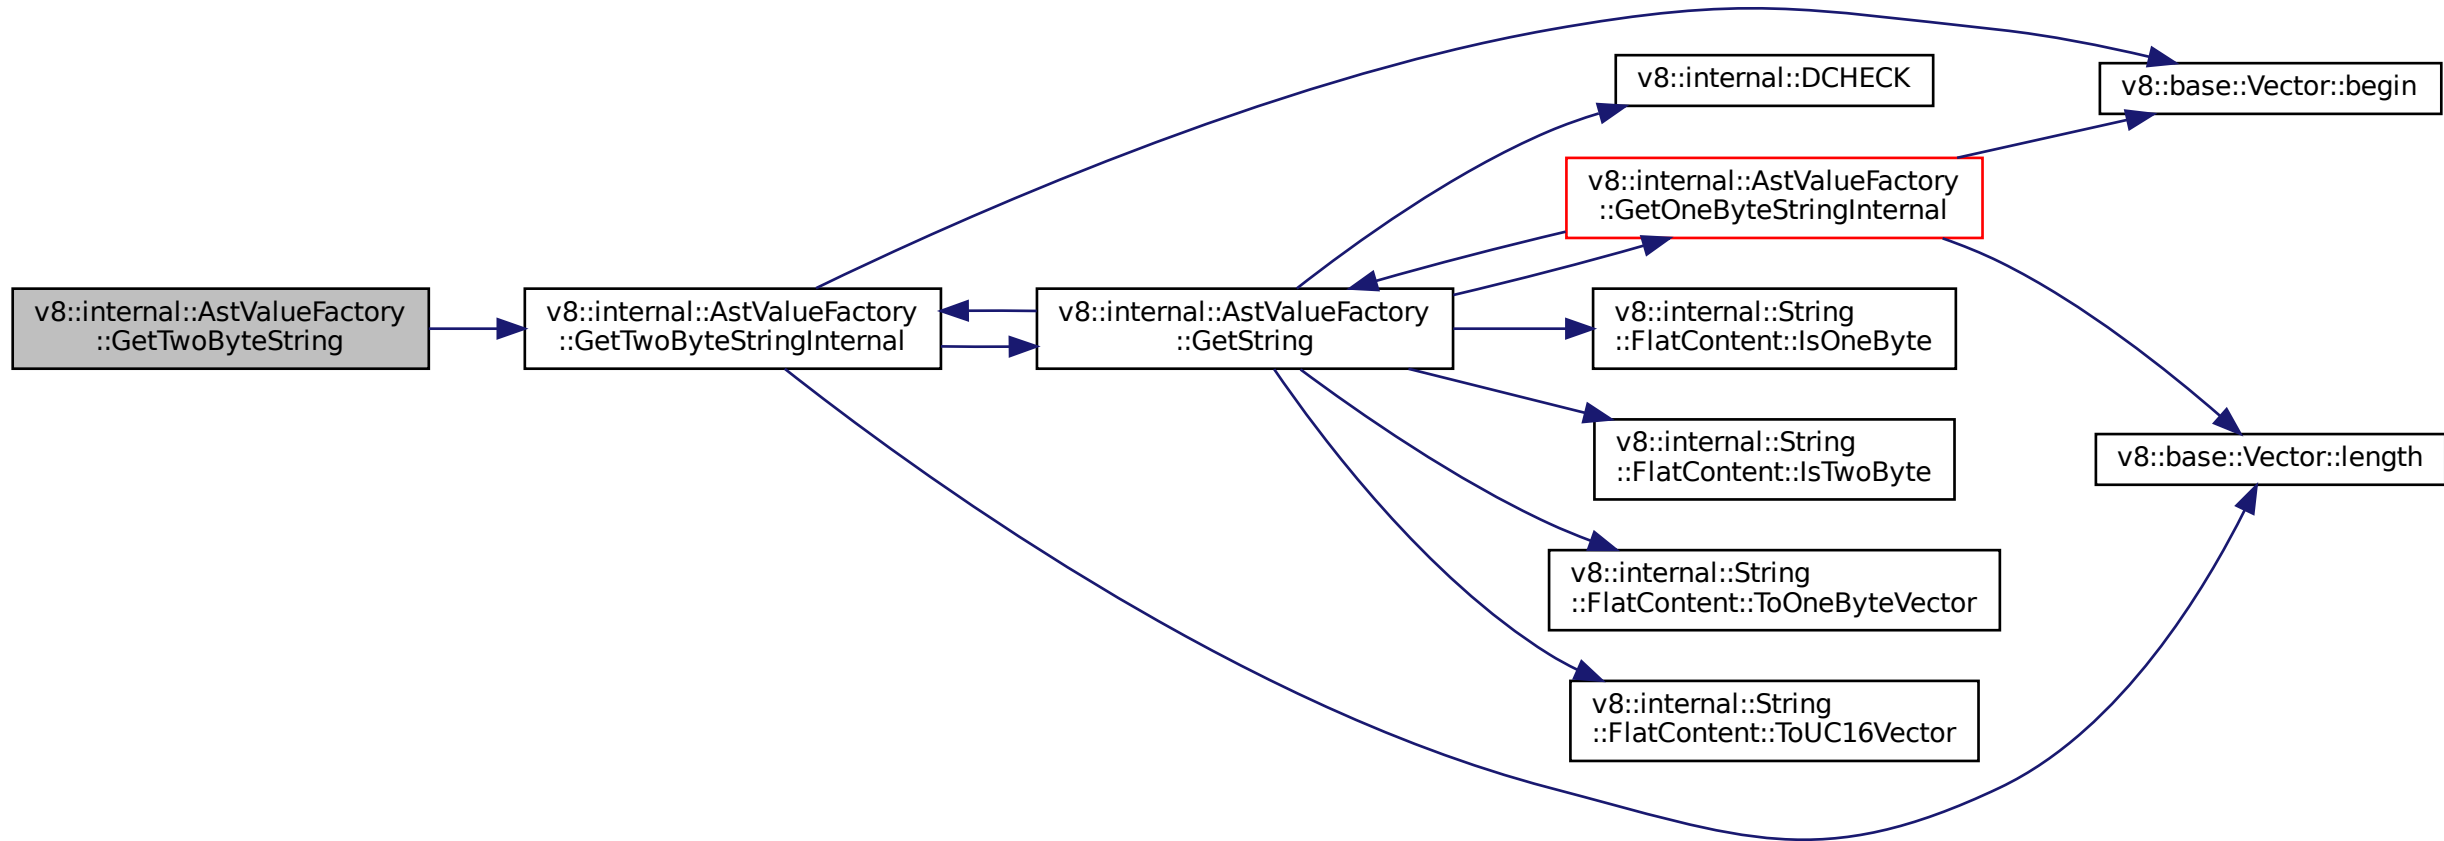 v8::internal::AstValueFactory
::GetTwoByteString
v8::internal::AstValueFactory
::GetTwoByteStringInternal
v8::internal::AstValueFactory
::GetString
v8::internal::DCHECK
v8::internal::AstValueFactory
::GetOneByteStringInternal
v8::internal::String
::FlatContent::IsOneByte
v8::internal::String
::FlatContent::IsTwoByte
v8::internal::String
::FlatContent::ToOneByteVector
v8::internal::String
::FlatContent::ToUC16Vector
v8::base::Vector::begin
v8::base::Vector::length